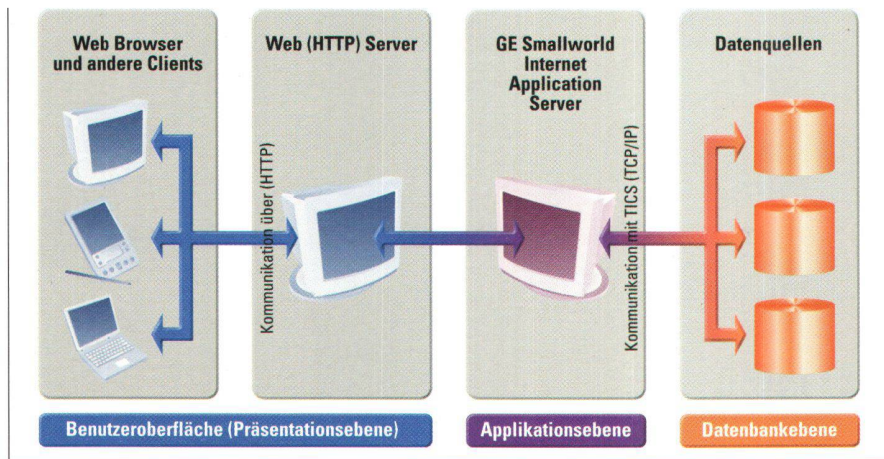 Web Browser
und andere Clients
Web (HTTP) Server
GE Smallworld
Internet
Application
Server
Datenquellen
Kommunikation über (HTTP)
Kommunikation mit TICS (TCP/IP)
Benutzeroberfläche (Präsentationsebene)
Applikationsebene
Datenbankebene